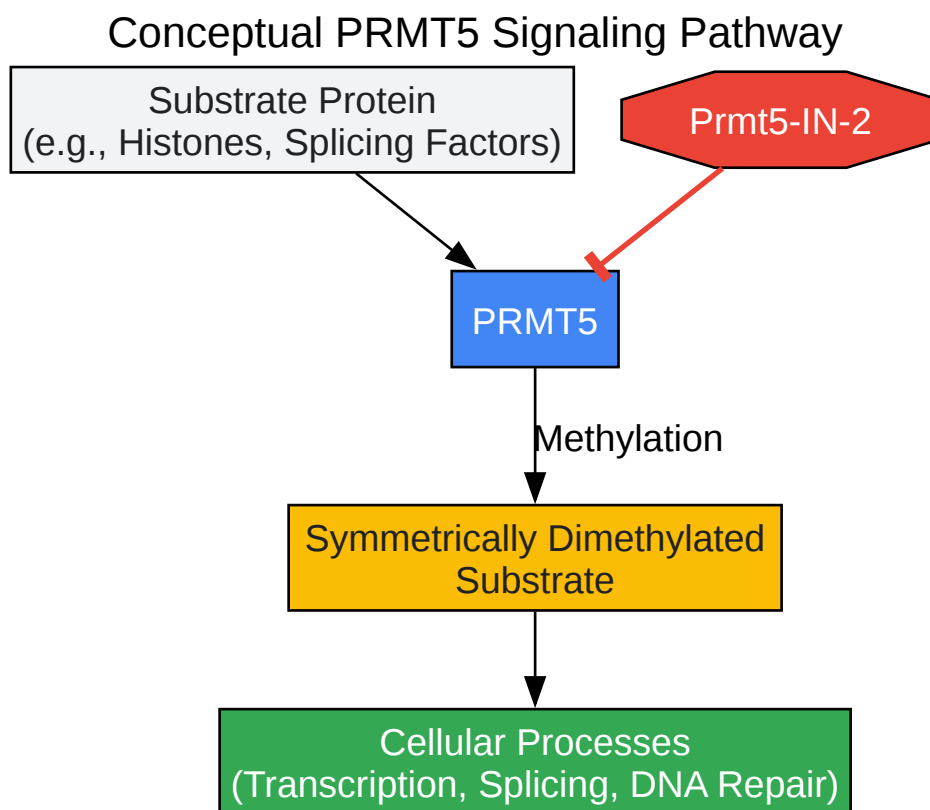 Conceptual PRMT5 Signaling Pathway
Substrate Protein
(e.g., Histones, Splicing Factors)
Prmt5-IN-2
PRMT5
Methylation
Symmetrically Dimethylated
Substrate
Cellular Processes
(Transcription, Splicing, DNA Repair)